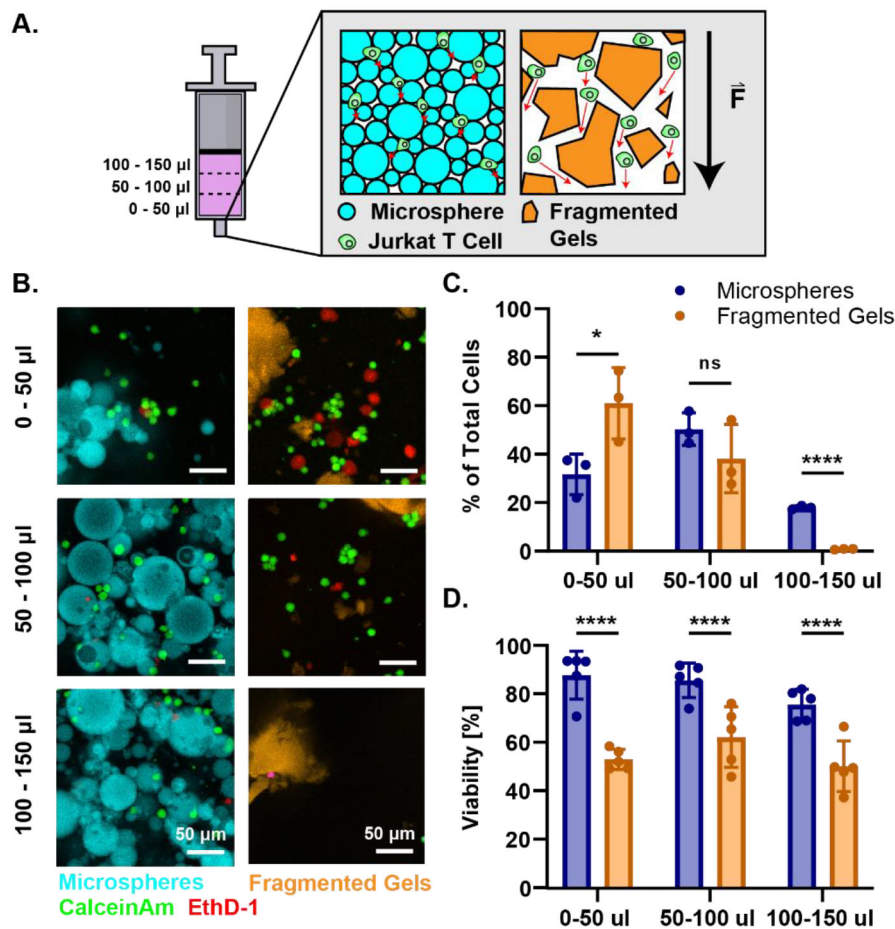 A.
100 - 150 µl
50 - 100 µl
0 - 50 µl
F
Microsphere
Jurkat T Cell
Fragmented
Gels
B.
0 - 50 µl
50 - 100 µl
100 - 150 µl
50 µm
50 µm
Microspheres
Fragmented Gels
CalceinAm EthD-1
C.
Microspheres
Fragmented Gels
% of Total Cells
100
80
60
40
20
0
*
ns
****
0-50 ul
50-100 ul
100-150 ul
D.
Viability [%]
100
80
60
40
20
0
****
****
****
0-50 ul
50-100 ul
100-150 ul